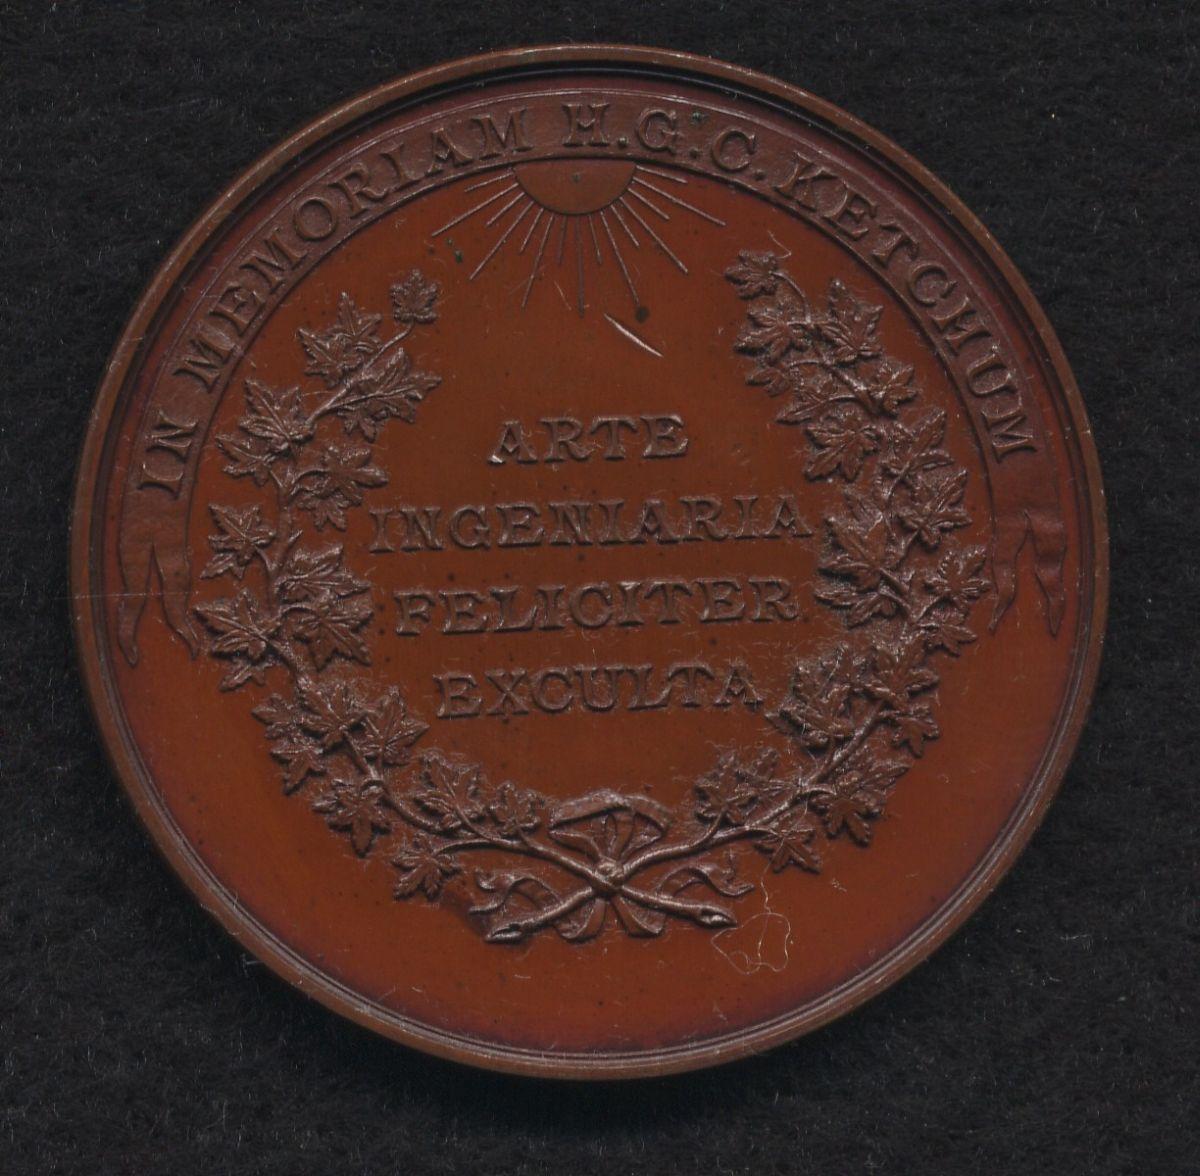 IN MEMORIAM H.G.C. KETCHUM
ARTE
INGENIARIA
FELICITER
EXCULTA